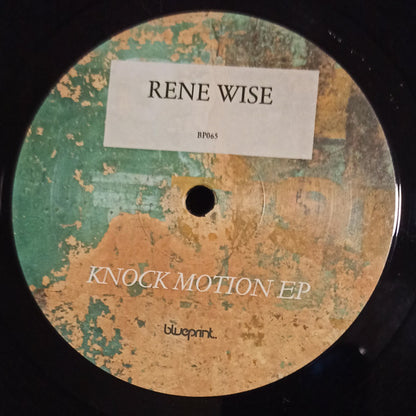 RENE WISE
BP065
KNOCK MOTION EP
blueprint.